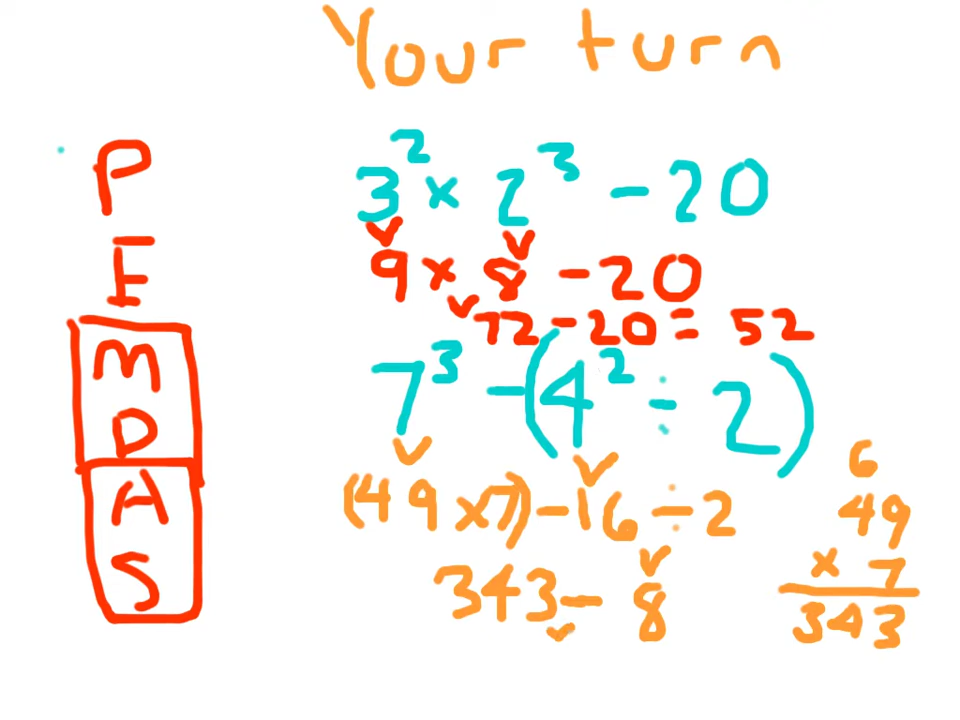 Your turn
P
E
M
D
A
S
3² × 2³ − 20
9 × 8 − 20
72 − 20 = 52
7³ − (4² ÷ 2)
(49 × 7) − 16 ÷ 2
343 − 8
6
49
× 7
343